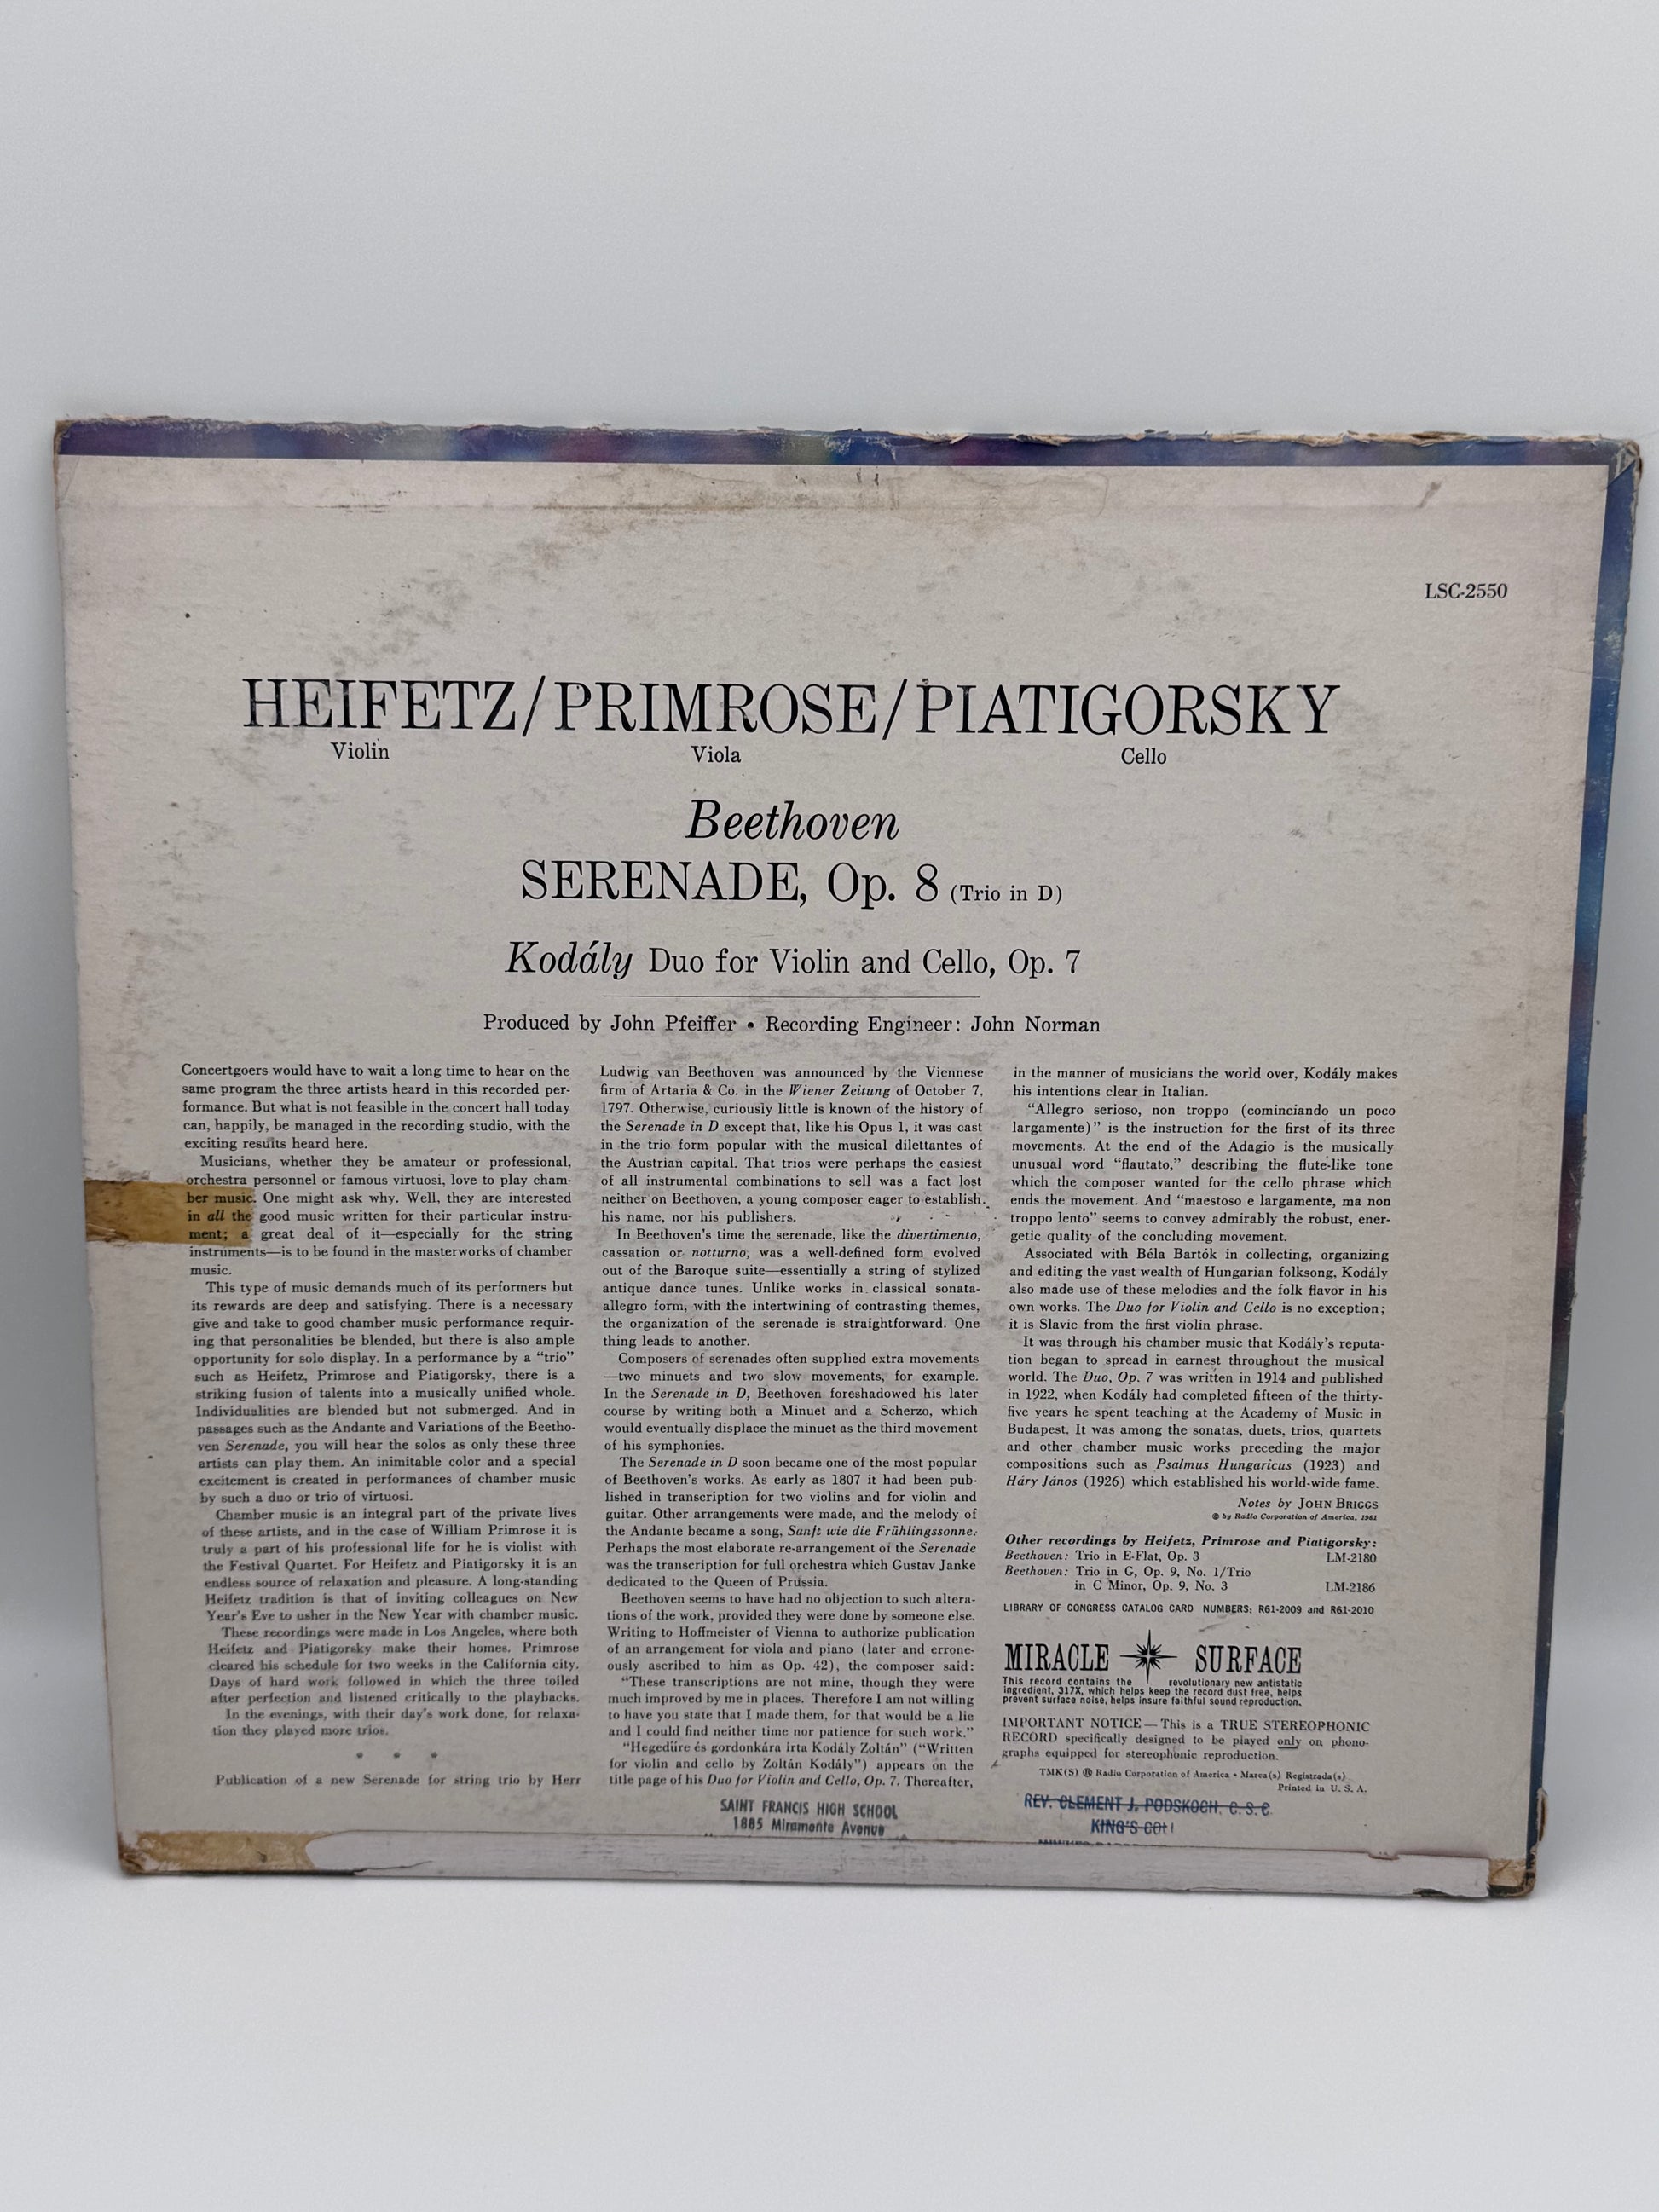 LSC-2550
HEIFETZ/PRIMROSE/PIATIGORSKY
Violin Viola Cello
Beethoven
SERENADE, Op. 8 (Trio in D)
Kodály Duo for Violin and Cello, Op. 7
Produced by John Pfeiffer • Recording Engineer: John Norman
Concertgoers would have to wait a long time to hear on the
same program the three artists heard in this recorded per-
formance. But what is not feasible in the concert hall today
can, happily, be managed in the recording studio, with the
exciting results heard here.
Musicians, whether they be amateur or professional,
orchestra personnel or famous virtuosi, love to play cham-
ber music. One might ask why. Well, they are interested
in all the good music written for their particular instru-
ment; a great deal of it—especially for the string
instruments—is to be found in the masterworks of chamber
music.
This type of music demands much of its performers but
its rewards are deep and satisfying. There is a necessary
give and take to good chamber music performance requir-
ing that personalities be blended, but there is also ample
opportunity for solo display. In a performance by a “trio”
such as Heifetz, Primrose and Piatigorsky, there is a
striking fusion of talents into a musically unified whole.
Individualities are blended but not submerged. And in
passages such as the Andante and Variations of the Beetho-
ven Serenade, you will hear the solos as only these three
artists can play them. An inimitable color and a special
excitement is created in performances of chamber music
by such a duo or trio of virtuosi.
Chamber music is an integral part of the private lives
of these artists, and in the case of William Primrose it is
truly a part of his professional life for he is violist with
the Festival Quartet. For Heifetz and Piatigorsky it is an
endless source of relaxation and pleasure. A long-standing
Heifetz tradition is that of inviting colleagues on New
Year's Eve to usher in the New Year with chamber music.
These recordings were made in Los Angeles, where both
Heifetz and Piatigorsky make their homes. Primrose
cleared his schedule for two weeks in the California city.
Days of hard work followed in which the three toiled
after perfection and listened critically to the playbacks.
In the evenings, with their day's work done, for relaxa-
tion they played more trios.
* * *
Publication of a new Serenade for string trio by Herr
Ludwig van Beethoven was announced by the Viennese
firm of Artaria & Co. in the Wiener Zeitung of October 7,
1797. Otherwise, curiously little is known of the history of
the Serenade in D except that, like his Opus 1, it was cast
in the trio form popular with the musical dilettantes of
the Austrian capital. That trios were perhaps the easiest
of all instrumental combinations to sell was a fact lost
neither on Beethoven, a young composer eager to establish
his name, nor his publishers.
In Beethoven's time the serenade, like the divertimento,
cassation or notturno, was a well-defined form evolved
out of the Baroque suite—essentially a string of stylized
antique dance tunes. Unlike works in classical sonata-
allegro form, with the intertwining of contrasting themes,
the organization of the serenade is straightforward. One
thing leads to another.
Composers of serenades often supplied extra movements
—two minuets and two slow movements, for example.
In the Serenade in D, Beethoven foreshadowed his later
course by writing both a Minuet and a Scherzo, which
would eventually displace the minuet as the third movement
of his symphonies.
The Serenade in D soon became one of the most popular
of Beethoven's works. As early as 1807 it had been pub-
lished in transcription for two violins and for violin and
guitar. Other arrangements were made, and the melody of
the Andante became a song, Sanft wie die Frühlingssonne.
Perhaps the most elaborate re-arrangement of the Serenade
was the transcription for full orchestra which Gustav Janke
dedicated to the Queen of Prussia.
Beethoven seems to have had no objection to such altera-
tions of the work, provided they were done by someone else.
Writing to Hoffmeister of Vienna to authorize publication
of an arrangement for viola and piano (later and errone-
ously ascribed to him as Op. 42), the composer said:
“These transcriptions are not mine, though they were
much improved by me in places. Therefore I am not willing
to have you state that I made them, for that would be a lie
and I could find neither time nor patience for such work.”
“Hegedüre és gordonkára írta Kodály Zoltán” (“Written
for violin and cello by Zoltán Kodály”) appears on the
title page of his Duo for Violin and Cello, Op. 7. Thereafter,
in the manner of musicians the world over, Kodály makes
his intentions clear in Italian.
“Allegro serioso, non troppo (cominciando un poco
largamente)” is the instruction for the first of its three
movements. At the end of the Adagio is the musically
unusual word “flautato,” describing the flute-like tone
which the composer wanted for the cello phrase which
ends the movement. And “maestoso e largamente, ma non
troppo lento” seems to convey admirably the robust, ener-
getic quality of the concluding movement.
Associated with Béla Bartók in collecting, organizing
and editing the vast wealth of Hungarian folksong, Kodály
also made use of these melodies and the folk flavor in his
own works. The Duo for Violin and Cello is no exception;
it is Slavic from the first violin phrase.
It was through his chamber music that Kodály's reputa-
tion began to spread in earnest throughout the musical
world. The Duo, Op. 7 was written in 1914 and published
in 1922, when Kodály had completed fifteen of the thirty-
five years he spent teaching at the Academy of Music in
Budapest. It was among the sonatas, duets, trios, quartets
and other chamber music works preceding the major
compositions such as Psalmus Hungaricus (1923) and
Háry János (1926) which established his world-wide fame.
Notes by JOHN BRIGGS
© by Radio Corporation of America, 1961
Other recordings by Heifetz, Primrose and Piatigorsky:
Beethoven: Trio in E-Flat, Op. 3 LM-2180
Beethoven: Trio in G, Op. 9, No. 1/Trio
in C Minor, Op. 9, No. 3 LM-2186
LIBRARY OF CONGRESS CATALOG CARD NUMBERS: R61-2009 and R61-2010
MIRACLE SURFACE
This record contains the revolutionary new antistatic
ingredient, 317X, which helps keep the record dust free, helps
prevent surface noise, helps insure faithful sound reproduction.
IMPORTANT NOTICE—This is a TRUE STEREOPHONIC
RECORD specifically designed to be played only on phono-
graphs equipped for stereophonic reproduction.
TMK(S) ® Radio Corporation of America • Marca(s) Registrada(s)
Printed in U. S. A.
SAINT FRANCIS HIGH SCHOOL
1885 Miramonte Avenue
REV. CLEMENT J. PODSKOCH, C. S. C
KING'S